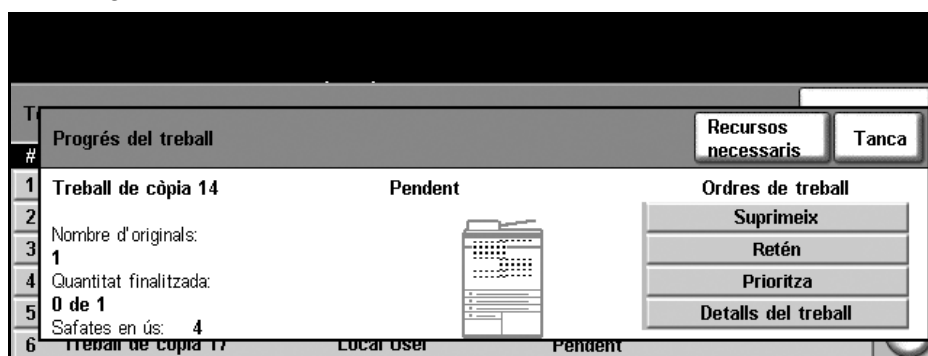 #
Progrés del treball
Recursos
necessaris
Tanca
1
2
3
4
5
6
Treball de còpia 14
Pendent
Nombre d'originals:
1
Quantitat finalitzada:
0 de 1
Safates en ús: 4
Ordres de treball
Suprimeix
Retén
Prioritza
Detalls del treball
Treball de còpia 17 Local User Pendent